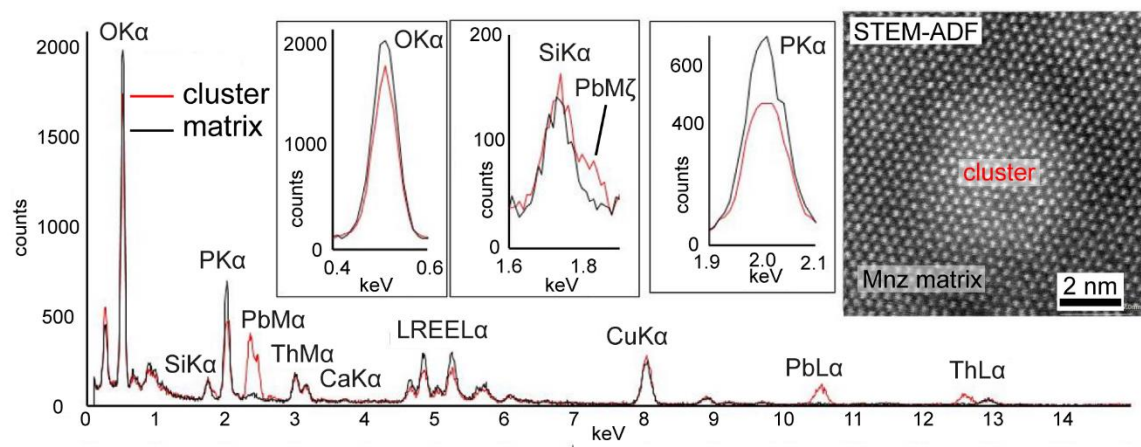 OKα
2000
1500
1000
500
0
counts
cluster
matrix
OKα
2000
1000
0
counts
0.4
0.6
keV
200
100
0
counts
SiKα
PbMζ
1.6
1.8
keV
PKα
600
400
0
counts
1.9
2.0
2.1
keV
STEM-ADF
cluster
Mnz matrix
2 nm
PKα
PbMα
SiKα
ThMα
CaKα
LREELα
CuKα
PbLα
ThLα
0 1 2 3 4 5 6 7 8 9 10 11 12 13 14
keV